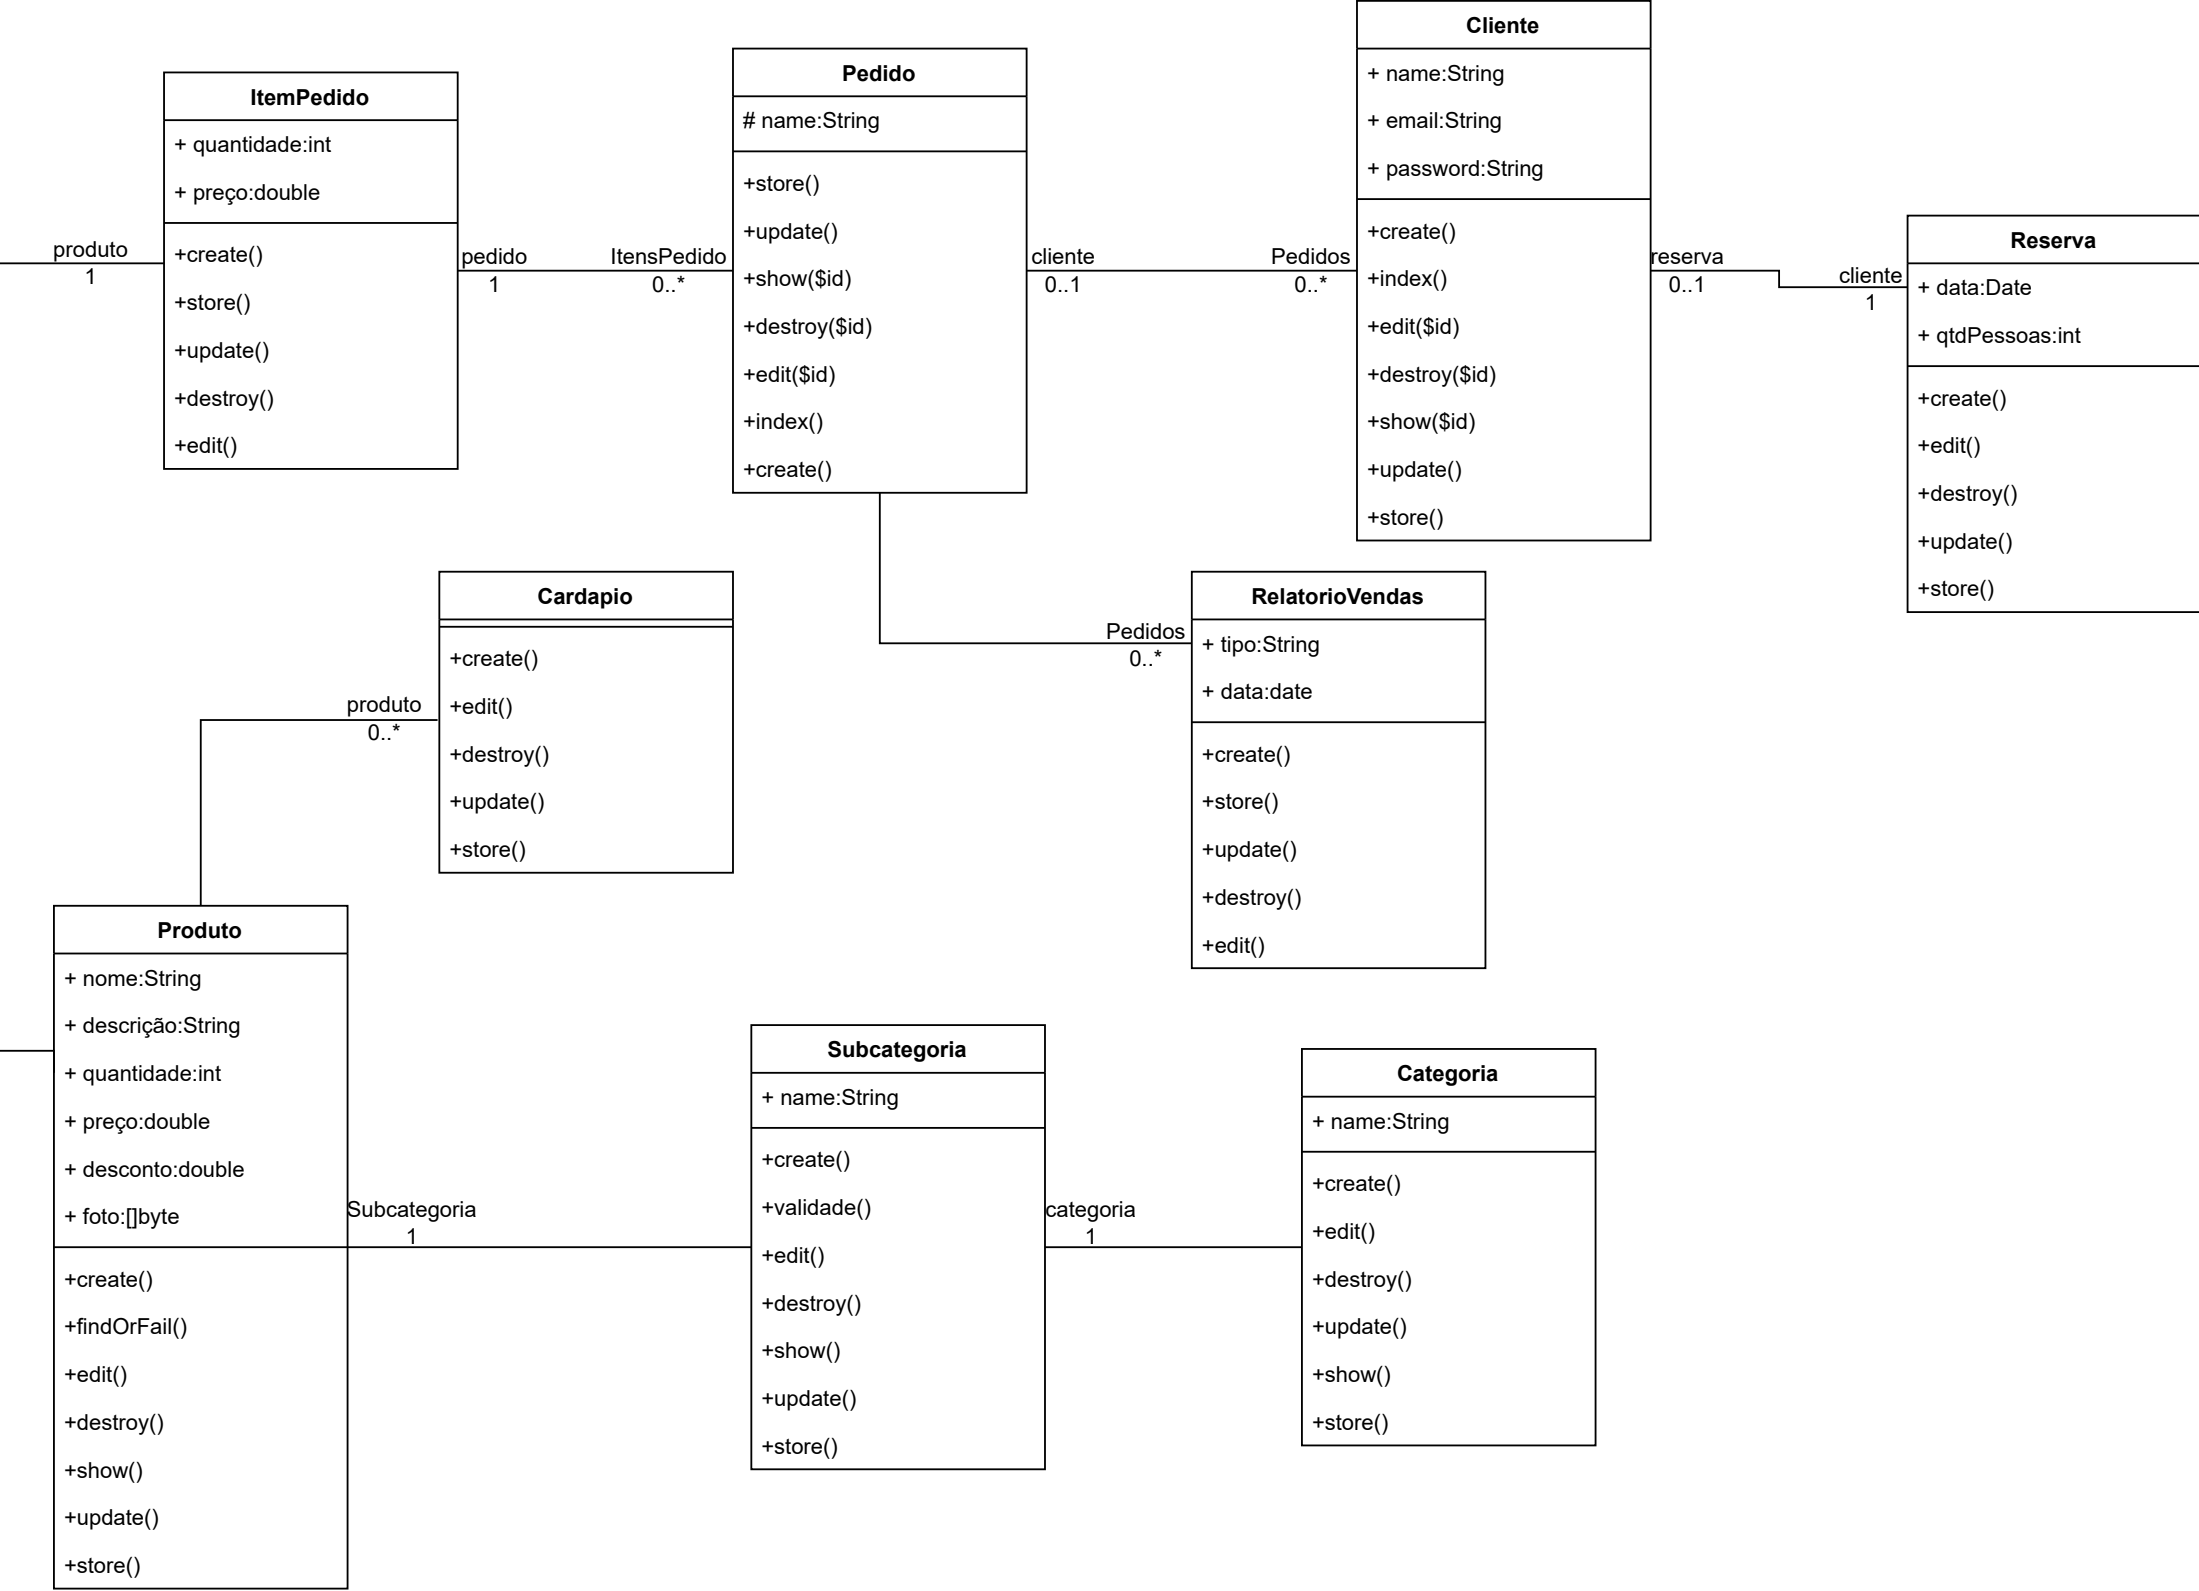 Cliente
+ name:String
+ email:String
+ password:String
+create()
+index()
+edit($id)
+destroy($id)
+show($id)
+update()
+store()
Pedido
# name:String
+store()
+update()
+show($id)
+destroy($id)
+edit($id)
+index()
+create()
ItemPedido
+ quantidade:int
+ preço:double
+create()
+store()
+update()
+destroy()
+edit()
produto
1
pedido
1
ItensPedido
0..*
cliente
0..1
Pedidos
0..*
reserva
0..1
cliente
1
Reserva
+ data:Date
+ qtdPessoas:int
+create()
+edit()
+destroy()
+update()
+store()
Cardapio
+create()
+edit()
+destroy()
+update()
+store()
produto
0..*
Pedidos
0..*
RelatorioVendas
+ tipo:String
+ data:date
+create()
+store()
+update()
+destroy()
+edit()
Produto
+ nome:String
+ descrição:String
+ quantidade:int
+ preço:double
+ desconto:double
+ foto:[]byte
+create()
+findOrFail()
+edit()
+destroy()
+show()
+update()
+store()
Subcategoria
1
Subcategoria
+ name:String
+create()
+validade()
+edit()
+destroy()
+show()
+update()
+store()
categoria
1
Categoria
+ name:String
+create()
+edit()
+destroy()
+update()
+show()
+store()